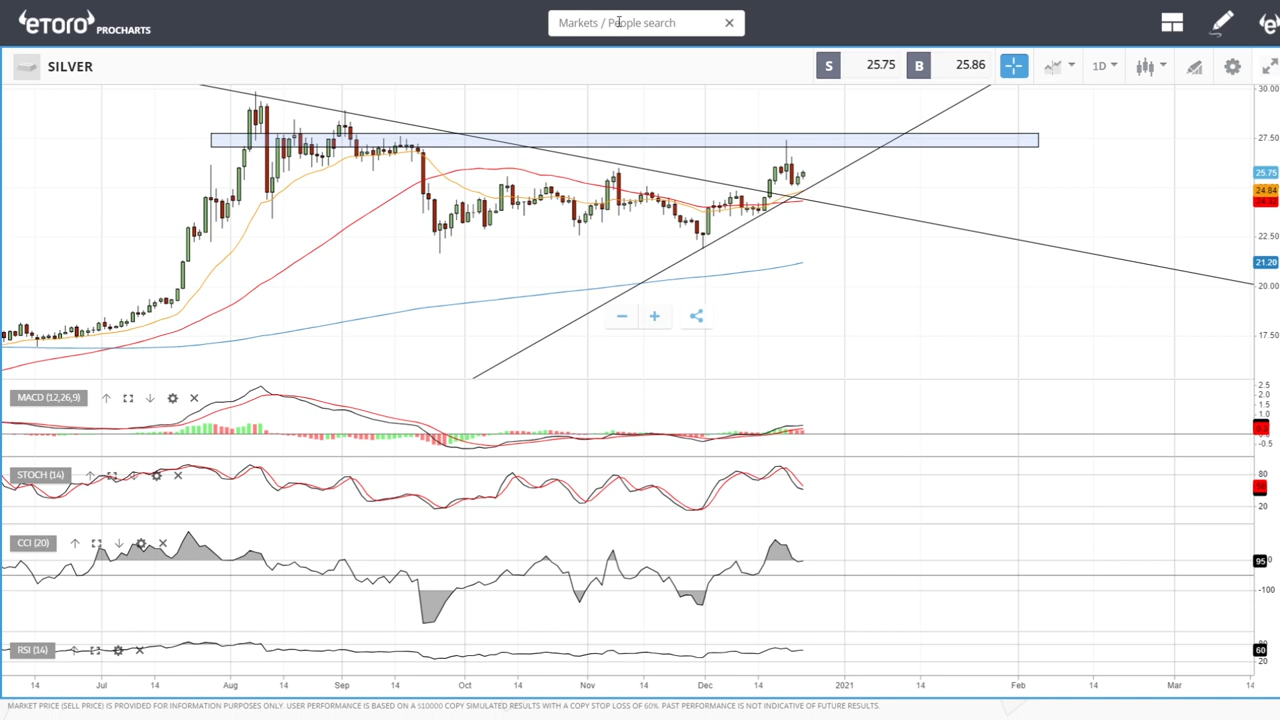 eToro PROCHARTS
Markets / People search
SILVER
S 25.75 B 25.86
1D
30.00
27.50
25.75
24.84
22.50
21.20
20.00
17.50
MACD (12,26,9)
2.5
2.0
1.5
1.0
-0.5
STOCH (14)
80
20
CCI (20)
95
-100
RSI (14)
80
60
20
14 Jul 14 Aug 14 Sep 14 Oct 14 Nov 14 Dec 14 2021 14 Feb 14 Mar 14
MARKET PRICE (SELL PRICE) IS PROVIDED FOR INFORMATION PURPOSES ONLY. USER PERFORMANCE IS BASED ON A $10000 COPY SIMULATED RESULTS WITH A COPY STOP LOSS OF 60%. PAST PERFORMANCE IS NOT INDICATIVE OF FUTURE RESULTS.